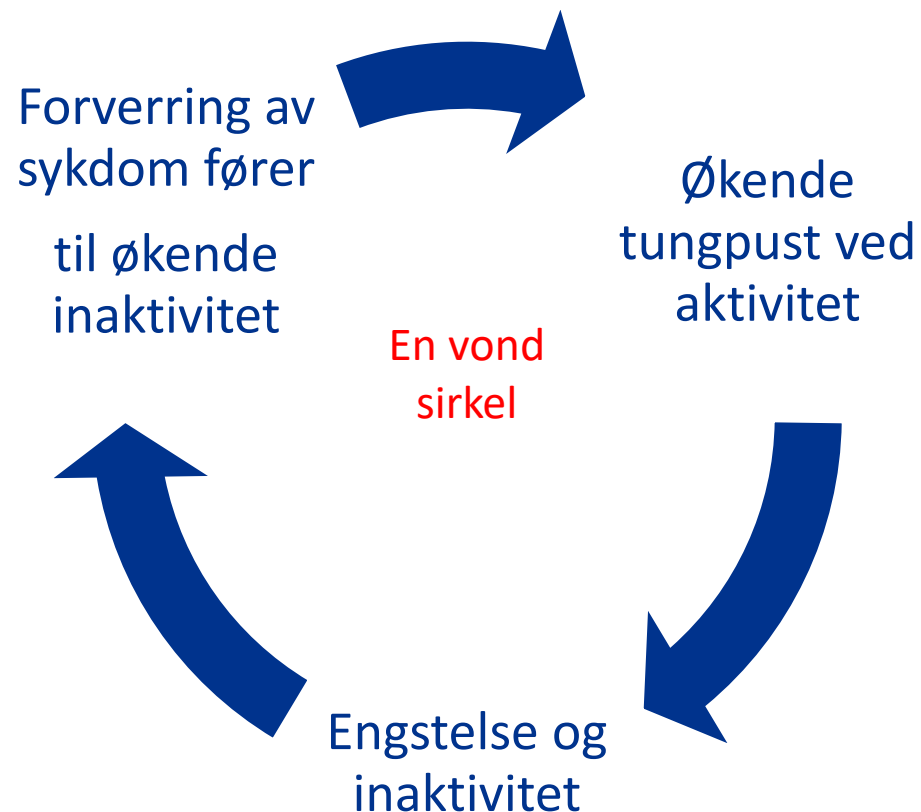 Forverring av
sykdom fører
til økende
inaktivitet
Økende
tungpust ved
aktivitet
En vond
sirkel
Engstelse og
inaktivitet